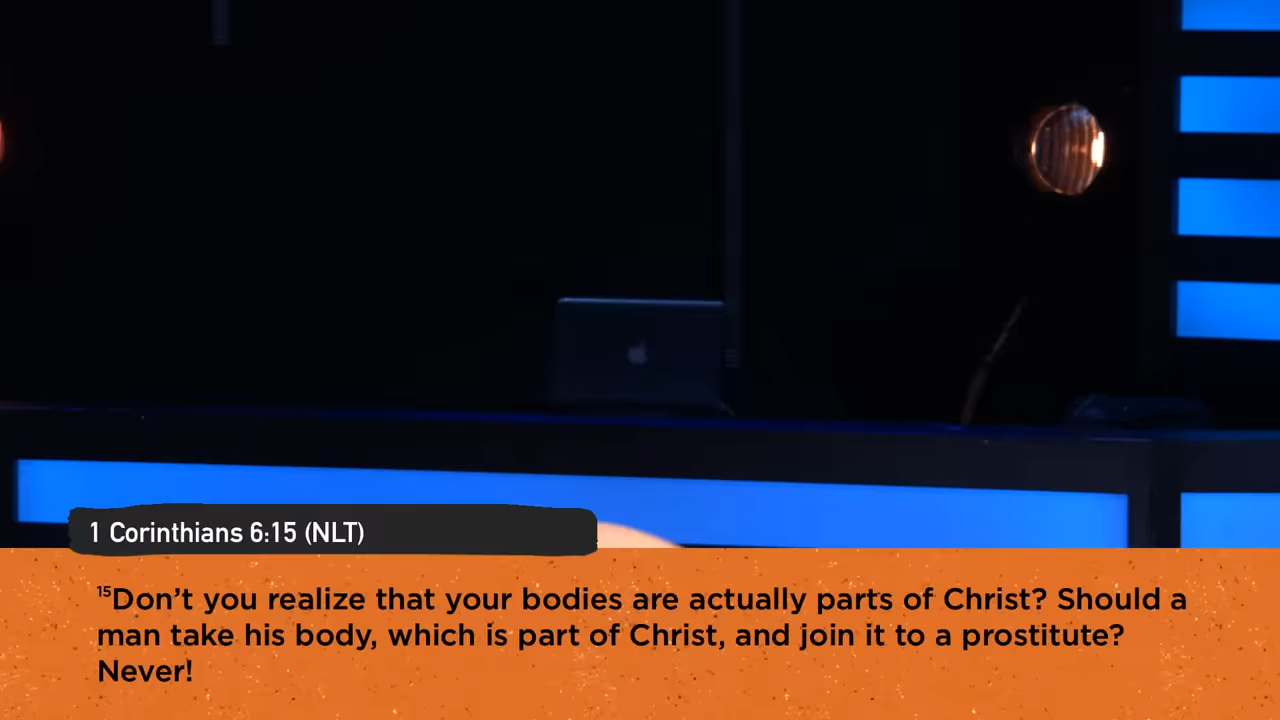 1 Corinthians 6:15 (NLT)
15Don’t you realize that your bodies are actually parts of Christ? Should a
man take his body, which is part of Christ, and join it to a prostitute?
Never!